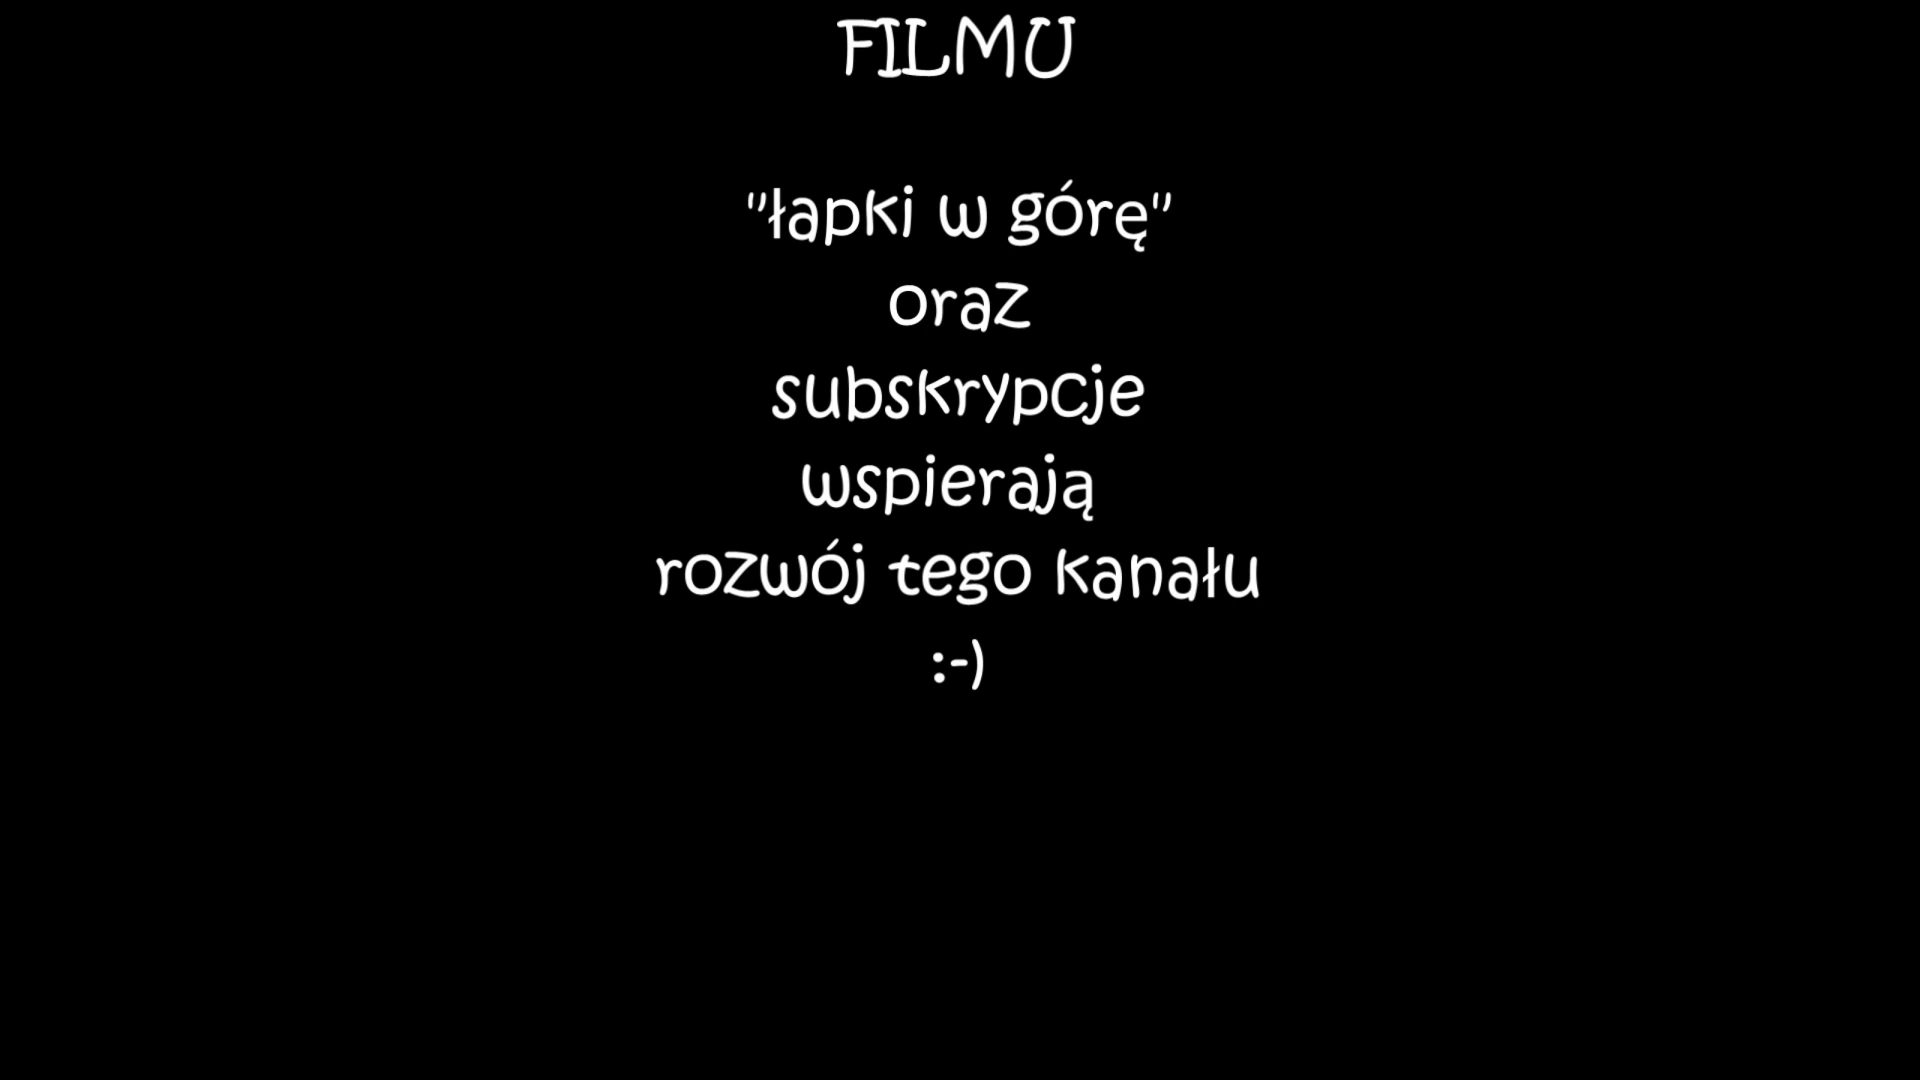 FILMU
"łapki w górę"
oraz
subskrypcje
wspierają
rozwój tego kanału
:-)